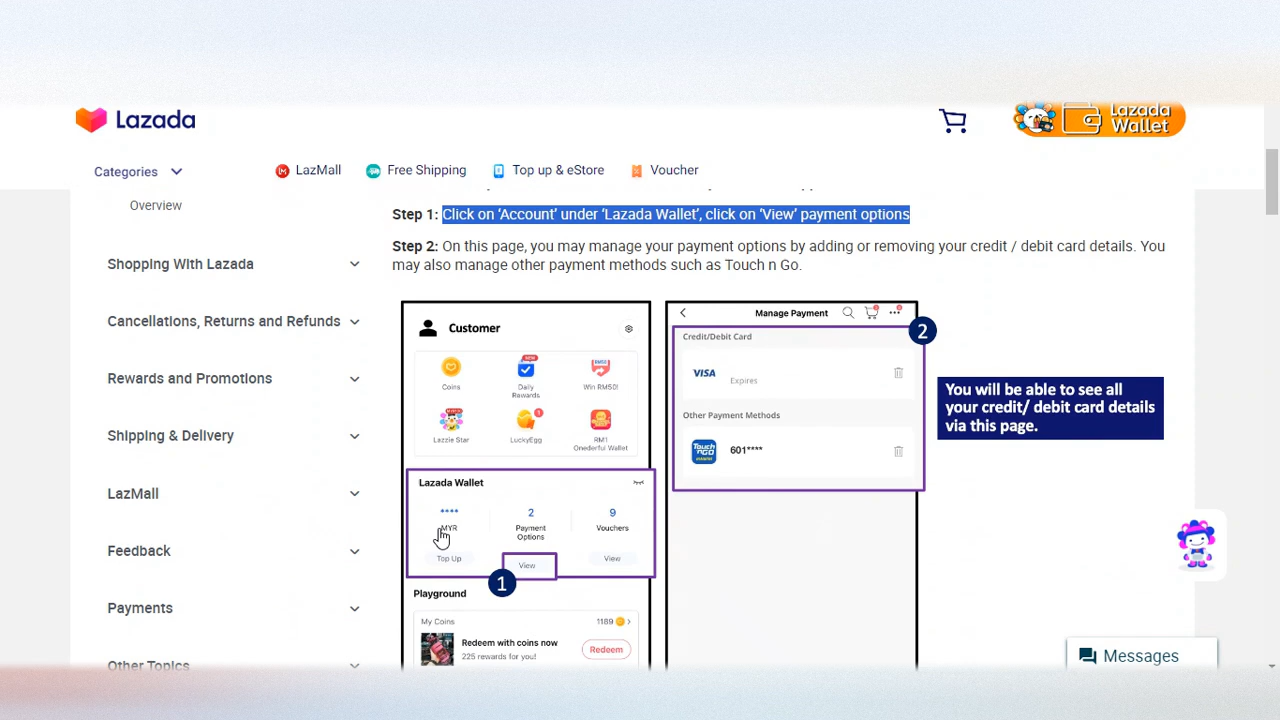 Lazada
Lazada
Wallet
Categories
LazMall
Free Shipping
Top up & eStore
Voucher
Overview
Shopping With Lazada
Cancellations, Returns and Refunds
Rewards and Promotions
Shipping & Delivery
LazMall
Feedback
Payments
Other Topics
Step 1: Click on ‘Account’ under ‘Lazada Wallet’, click on ‘View’ payment options
Step 2: On this page, you may manage your payment options by adding or removing your credit / debit card details. You
may also manage other payment methods such as Touch n Go.
Customer
Coins
NEW
Daily
Rewards
Win RM50!
Lazzie Star
1
LuckyEgg
RM1
Onederful Wallet
Lazada Wallet
****
MYR
Top Up
2
Payment
Options
View
9
Vouchers
View
1
Playground
My Coins
1189
Redeem with coins now
225 rewards for you!
Redeem
Manage Payment
2
Credit/Debit Card
VISA
Expires
Other Payment Methods
Touch
'n GO
601****
You will be able to see all
your credit/ debit card details
via this page.
Messages